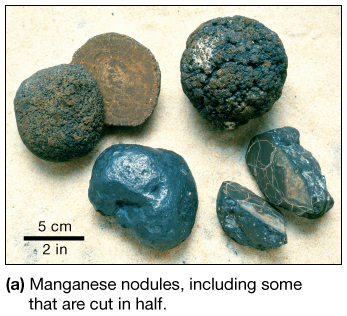 5 cm
2 in
(a) Manganese nodules, including some
that are cut in half.